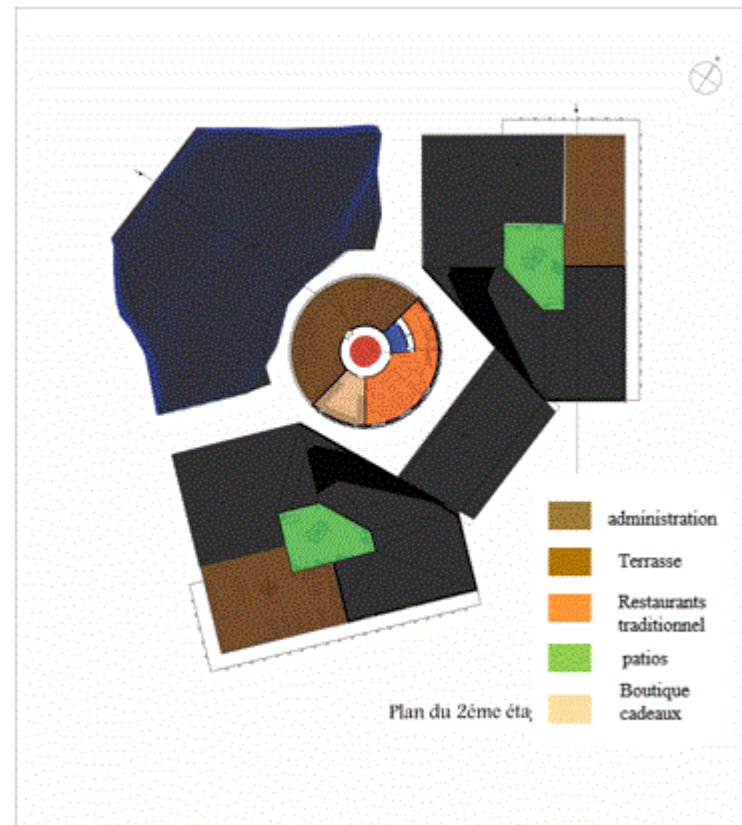 administration
Terrasse
Restaurants
traditionnel
patios
Boutique
cadeaux
Plan du 2éme éta